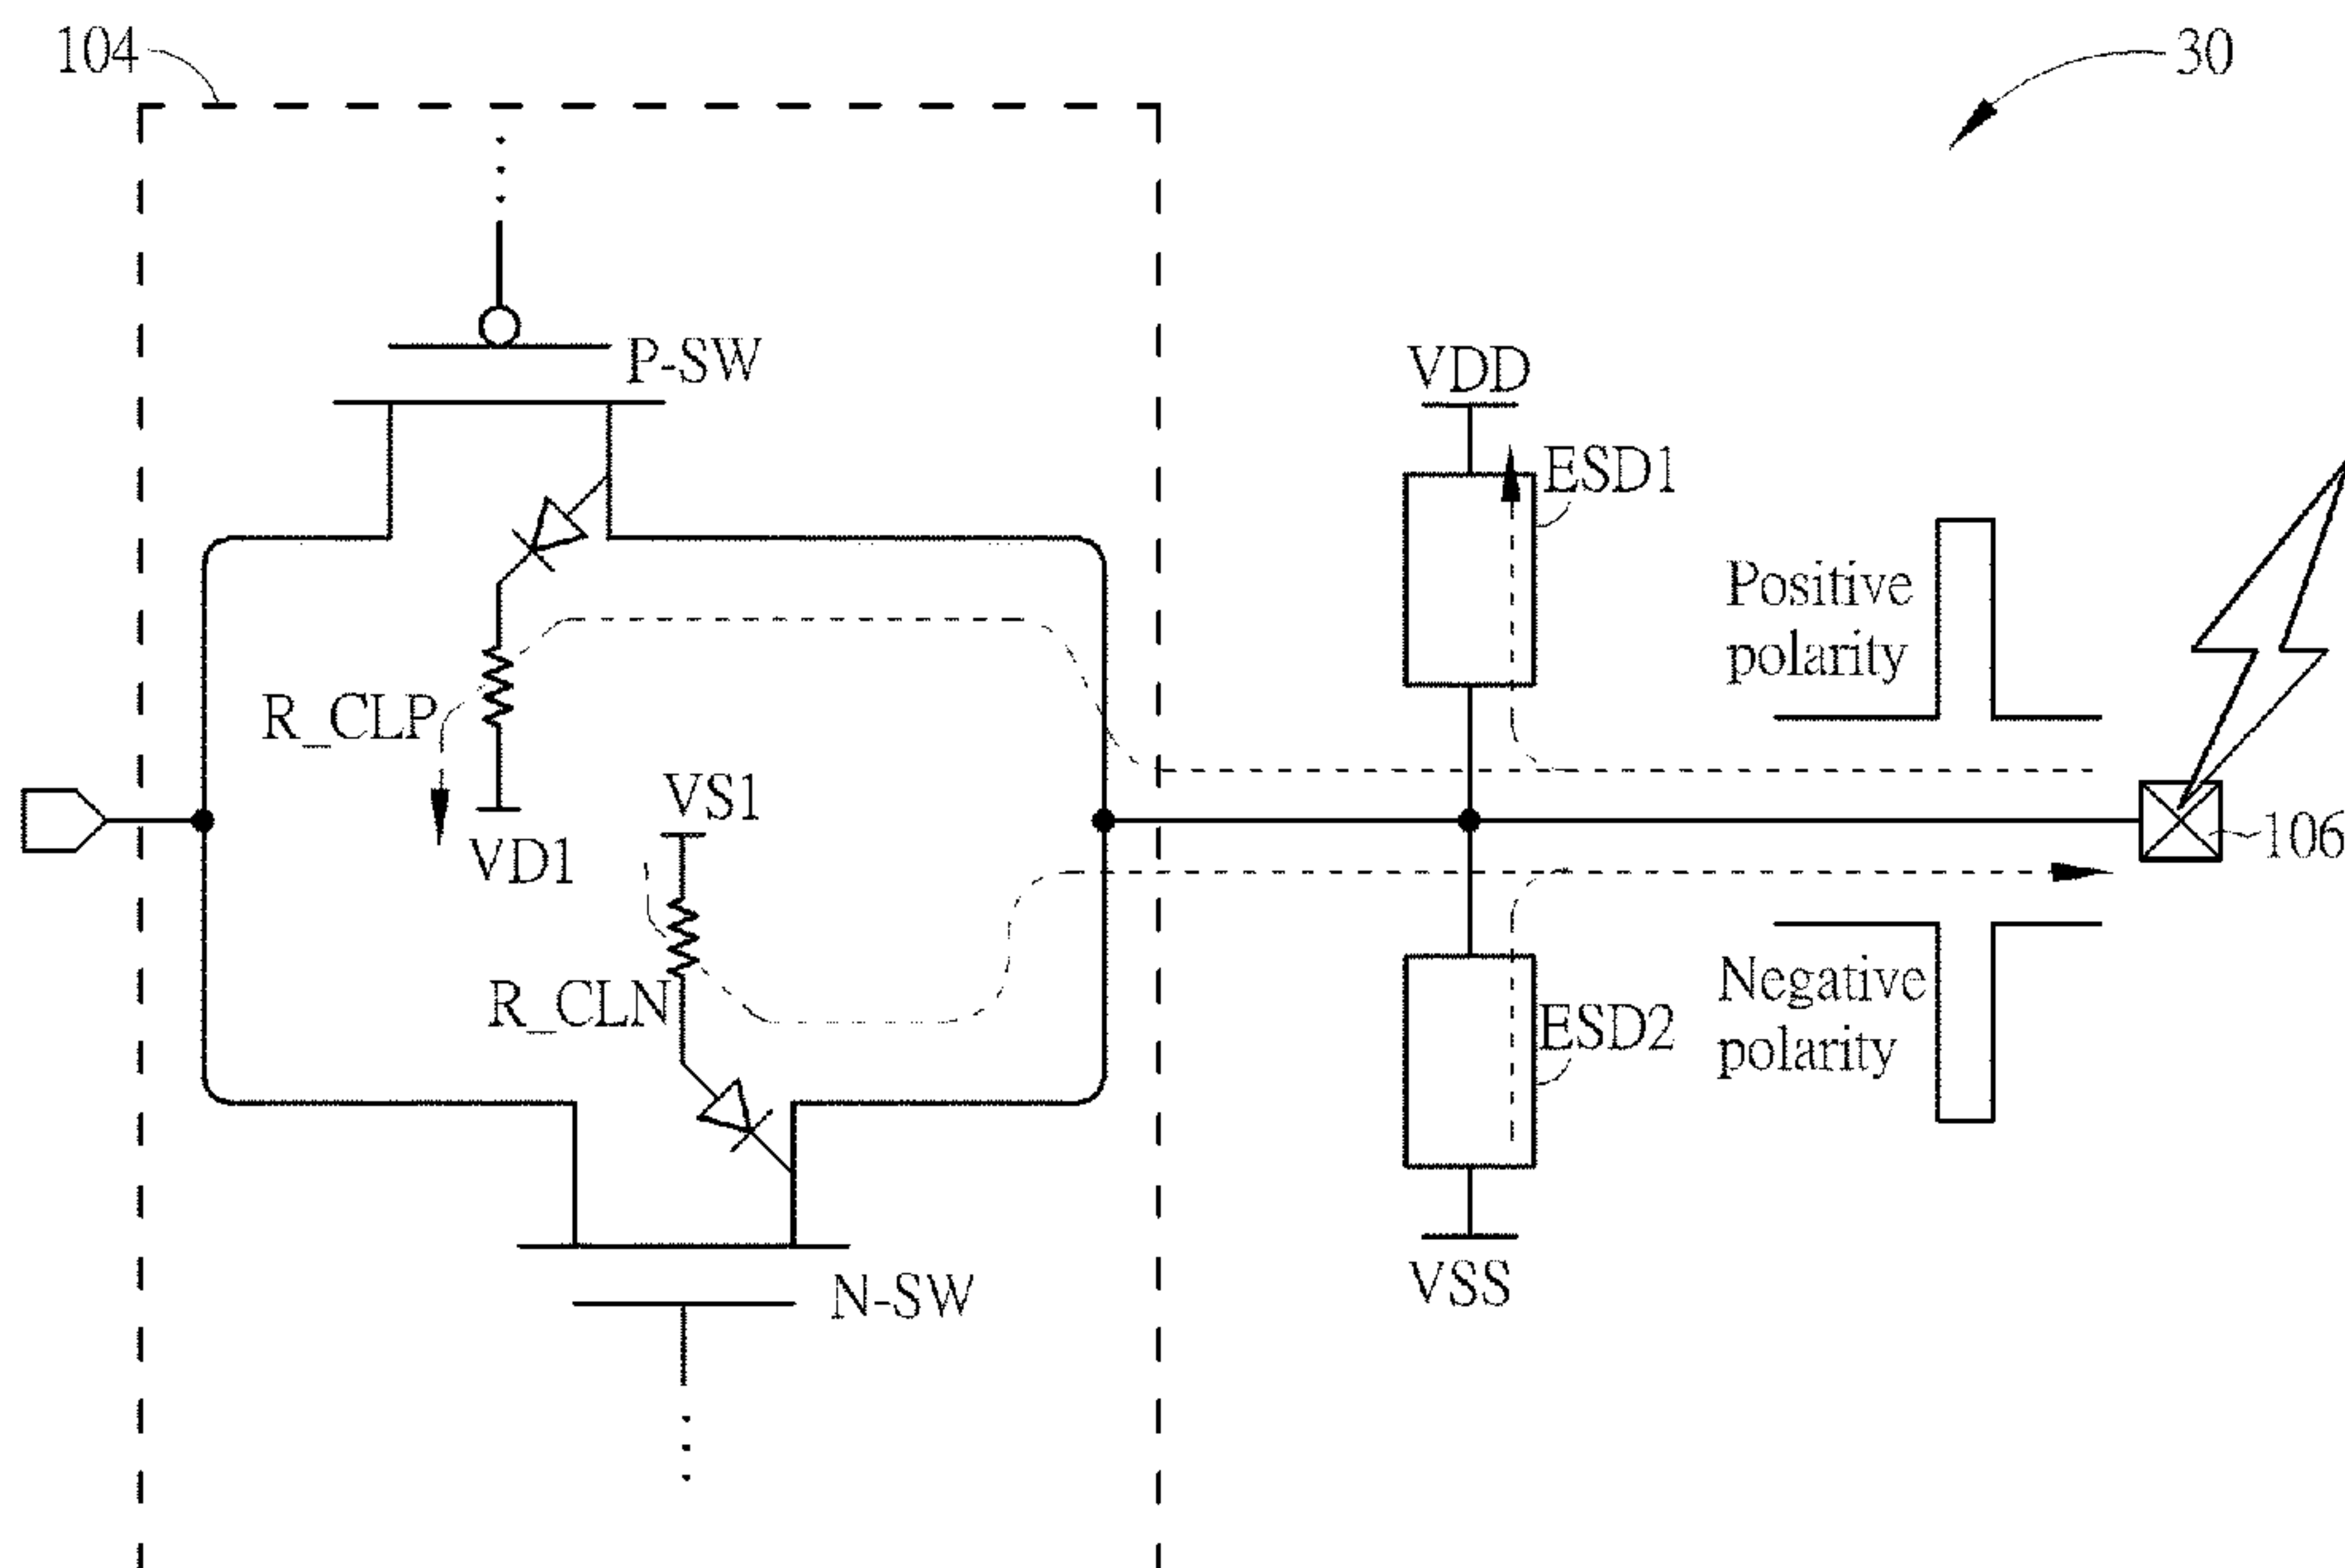 104
30
P-SW
VDD
ESD1
Positive
polarity
R_CLP
VS1
VD1
106
R_CLN
Negative
polarity
ESD2
N-SW
VSS